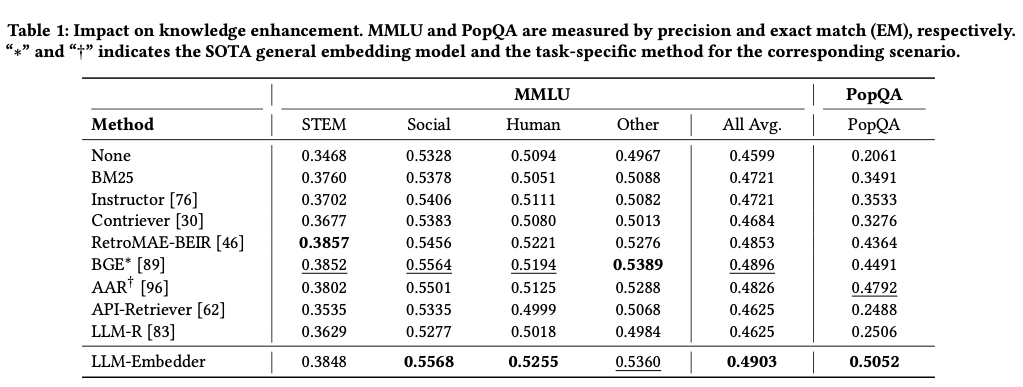 Table 1: Impact on knowledge enhancement. MMLU and PopQA are measured by precision and exact match (EM), respectively.
“*” and “†” indicates the SOTA general embedding model and the task-specific method for the corresponding scenario.
MMLU PopQA
Method STEM Social Human Other All Avg. PopQA
None 0.3468 0.5328 0.5094 0.4967 0.4599 0.2061
BM25 0.3760 0.5378 0.5051 0.5088 0.4721 0.3491
Instructor [76] 0.3702 0.5406 0.5111 0.5082 0.4721 0.3533
Contriever [30] 0.3677 0.5383 0.5080 0.5013 0.4684 0.3276
RetroMAE-BEIR [46] 0.3857 0.5456 0.5221 0.5276 0.4853 0.4364
BGE* [89] 0.3852 0.5564 0.5194 0.5389 0.4896 0.4491
AAR† [96] 0.3802 0.5501 0.5125 0.5288 0.4826 0.4792
API-Retriever [62] 0.3535 0.5335 0.4999 0.5068 0.4625 0.2488
LLM-R [83] 0.3629 0.5277 0.5018 0.4984 0.4625 0.2506
LLM-Embedder 0.3848 0.5568 0.5255 0.5360 0.4903 0.5052